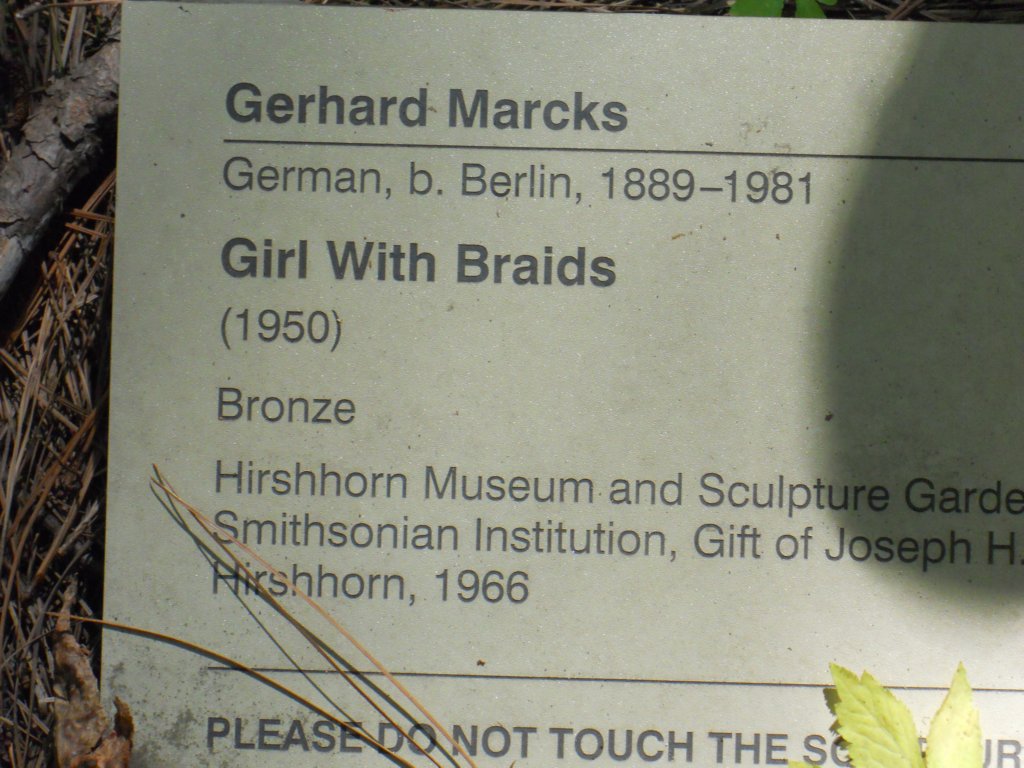 Gerhard Marcks
German, b. Berlin, 1889–1981
Girl With Braids
(1950)
Bronze
Hirshhorn Museum and Sculpture Garde
Smithsonian Institution, Gift of Joseph H.
Hirshhorn, 1966
PLEASE DO NOT TOUCH THE